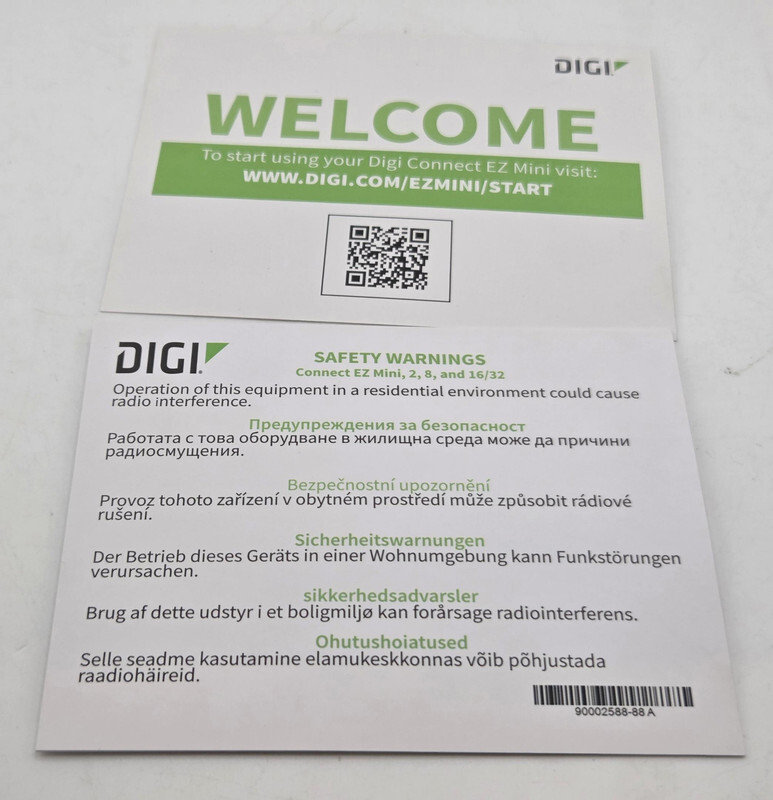 DIGI
WELCOME
To start using your Digi Connect EZ Mini visit:
WWW.DIGI.COM/EZMINI/START
DIGI
SAFETY WARNINGS
Connect EZ Mini, 2, 8, and 16/32
Operation of this equipment in a residential environment could cause
radio interference.
Предупреждения за безопасност
Работата с това оборудване в жилищна среда може да причини
радиосмущения.
Bezpečnostní upozornění
Provoz tohoto zařízení v obytném prostředí může způsobit rádiové
rušení.
Sicherheitswarnungen
Der Betrieb dieses Geräts in einer Wohnumgebung kann Funkstörungen
verursachen.
sikkerhedsadvarsler
Brug af dette udstyr i et boligmiljø kan forårsage radiointerferens.
Ohutushoiatused
Selle seadme kasutamine elamukeskkonnas võib põhjustada
raadiohäireid.
90002588-88 A